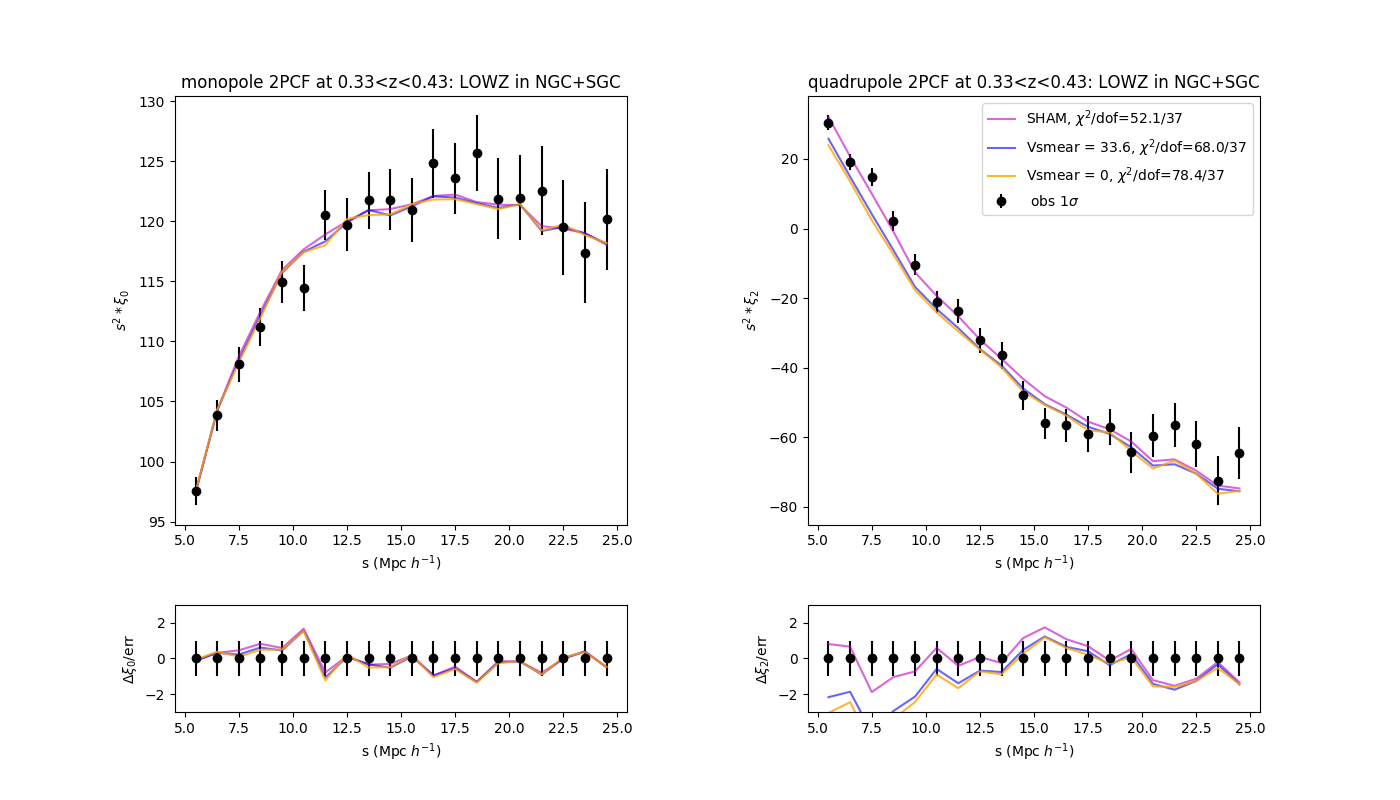 monopole 2PCF at 0.33<z<0.43: LOWZ in NGC+SGC
130
125
120
115
110
105
100
95
s² * ξ₀
5.0 7.5 10.0 12.5 15.0 17.5 20.0 22.5 25.0
s (Mpc h⁻¹)
2
0
−2
Δξ₀/err
5.0 7.5 10.0 12.5 15.0 17.5 20.0 22.5 25.0
s (Mpc h⁻¹)
quadrupole 2PCF at 0.33<z<0.43: LOWZ in NGC+SGC
SHAM, χ²/dof=52.1/37
Vsmear = 33.6, χ²/dof=68.0/37
Vsmear = 0, χ²/dof=78.4/37
obs 1σ
20
0
−20
−40
−60
−80
s² * ξ₂
5.0 7.5 10.0 12.5 15.0 17.5 20.0 22.5 25.0
s (Mpc h⁻¹)
2
0
−2
Δξ₂/err
5.0 7.5 10.0 12.5 15.0 17.5 20.0 22.5 25.0
s (Mpc h⁻¹)